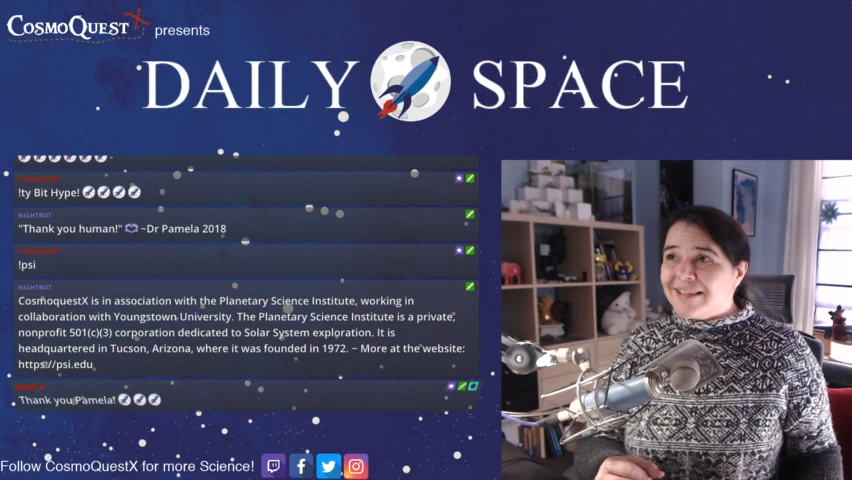 COSMOQUEST X presents
DAILY SPACE
!ty Bit Hype!
NIGHTBOT
"Thank you human!" ~Dr Pamela 2018
!psi
NIGHTBOT
CosmoquestX is in association with the Planetary Science Institute, working in
collaboration with Youngstown University. The Planetary Science Institute is a private,
nonprofit 501(c)(3) corporation dedicated to Solar System exploration. It is
headquartered in Tucson, Arizona, where it was founded in 1972. ~ More at the website:
https://psi.edu
Thank you Pamela!
Follow CosmoQuestX for more Science!